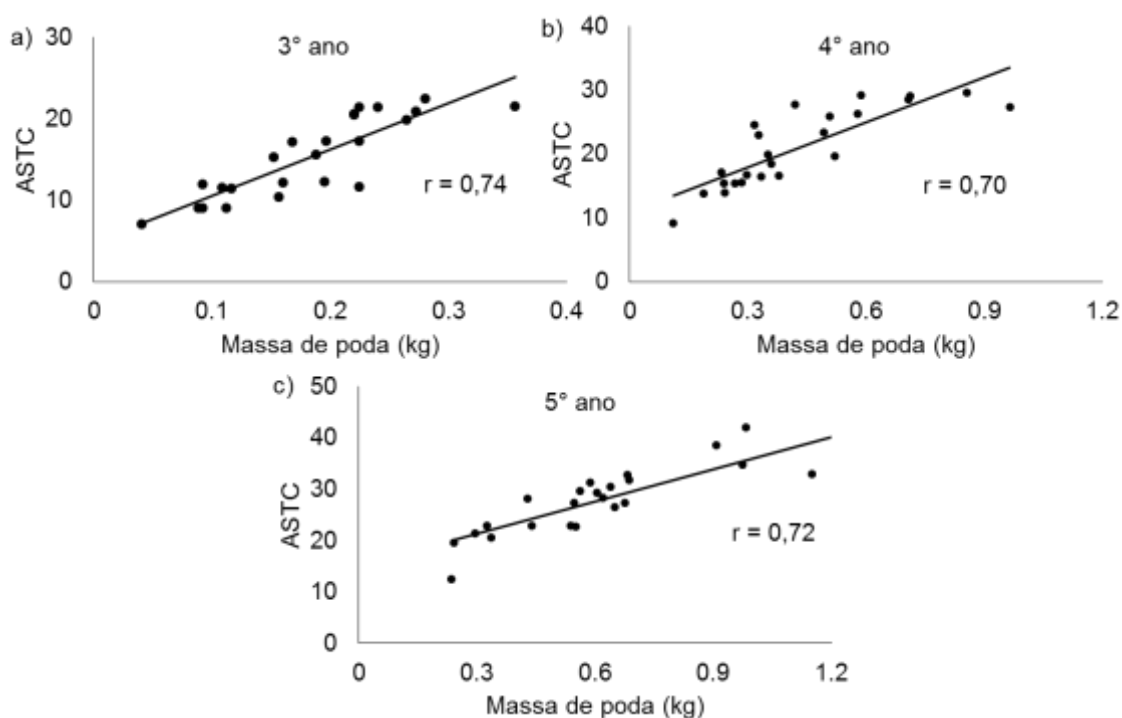 a)
3° ano
30
20
10
0
ASTC
r = 0,74
0 0.1 0.2 0.3 0.4
Massa de poda (kg)
b)
4° ano
40
30
20
10
0
ASTC
r = 0,70
0 0.3 0.6 0.9 1.2
Massa de poda (kg)
c)
5° ano
50
40
30
20
10
0
ASTC
r = 0,72
0 0.3 0.6 0.9 1.2
Massa de poda (kg)